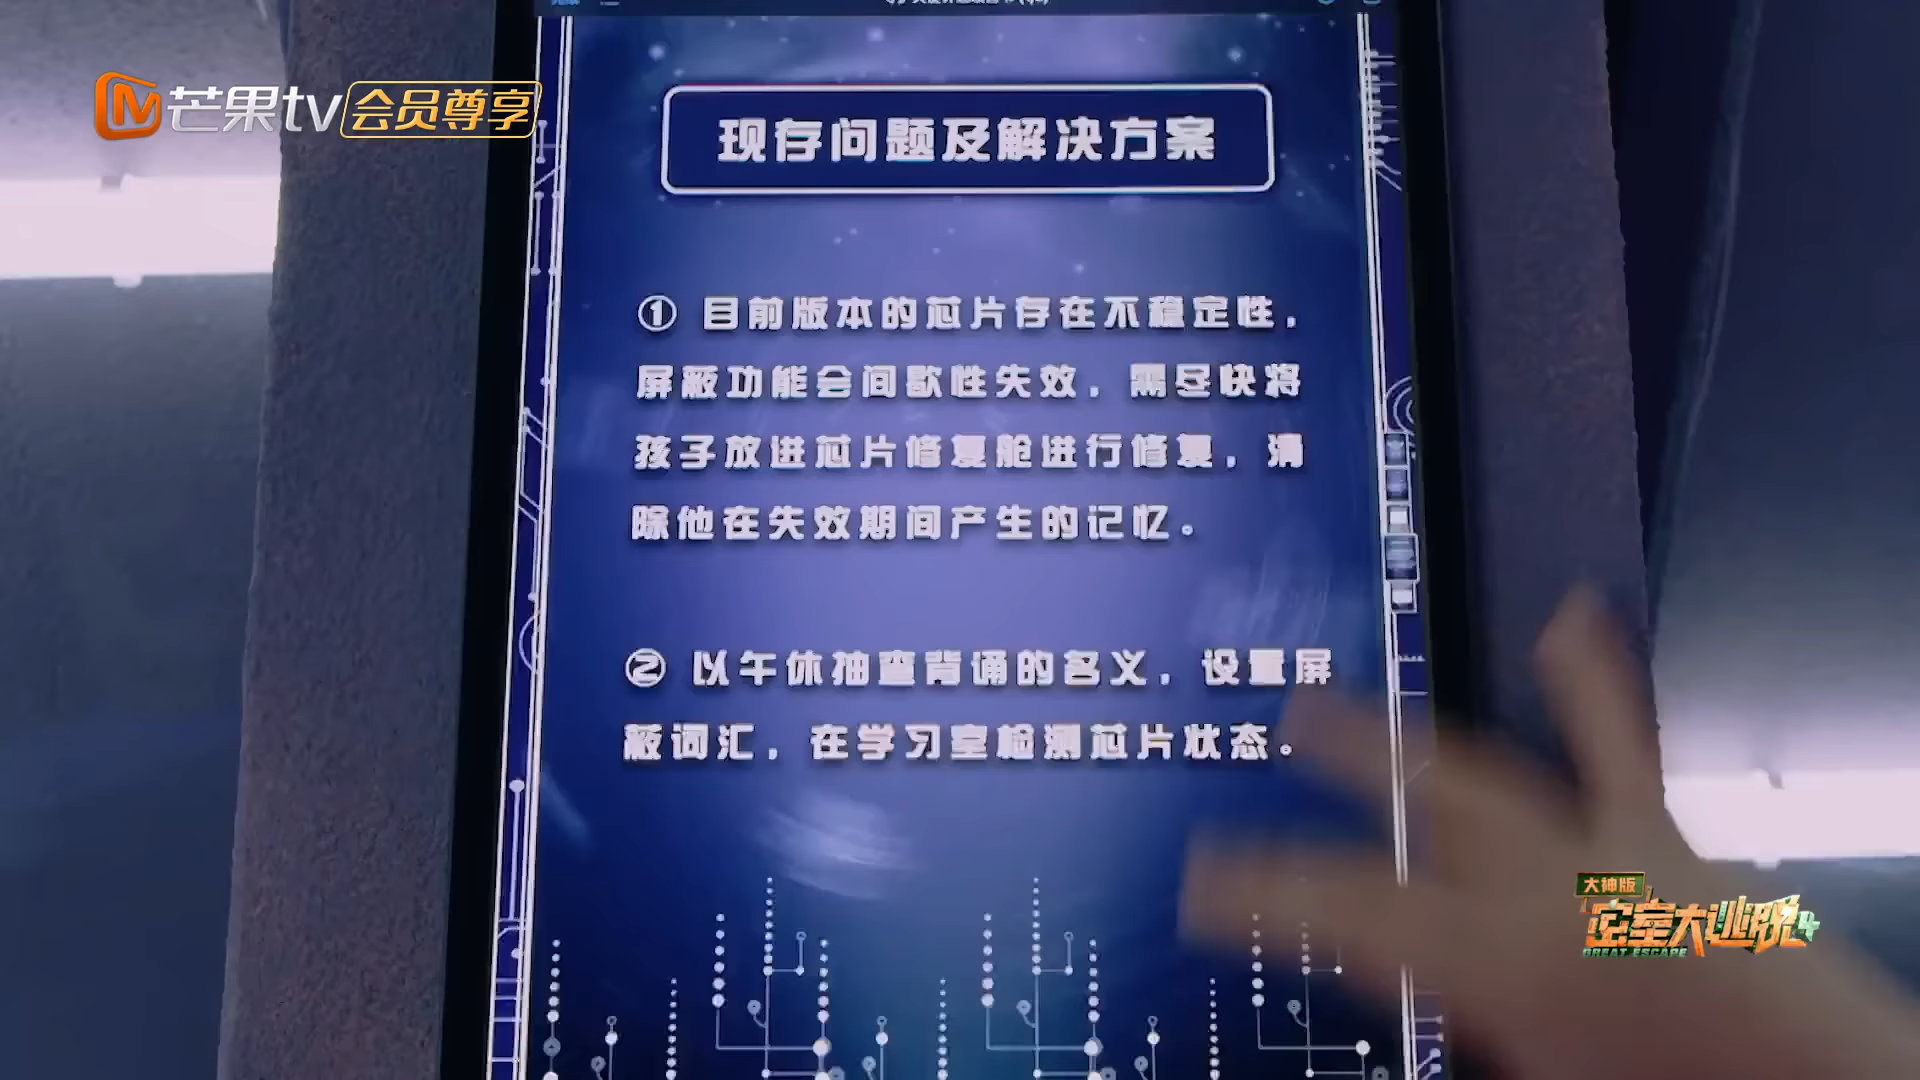 芒果tv会员尊享
现存问题及解决方案
① 目前版本的芯片存在不稳定性，
屏蔽功能会间歇性失效，需尽快将
孩子放进芯片修复舱进行修复，清
除他在失效期间产生的记忆。
② 以午休抽查背诵的名义，设置屏
蔽词汇，在学习室检测芯片状态。
大神版
密室大逃脱4
GREAT ESCAPE